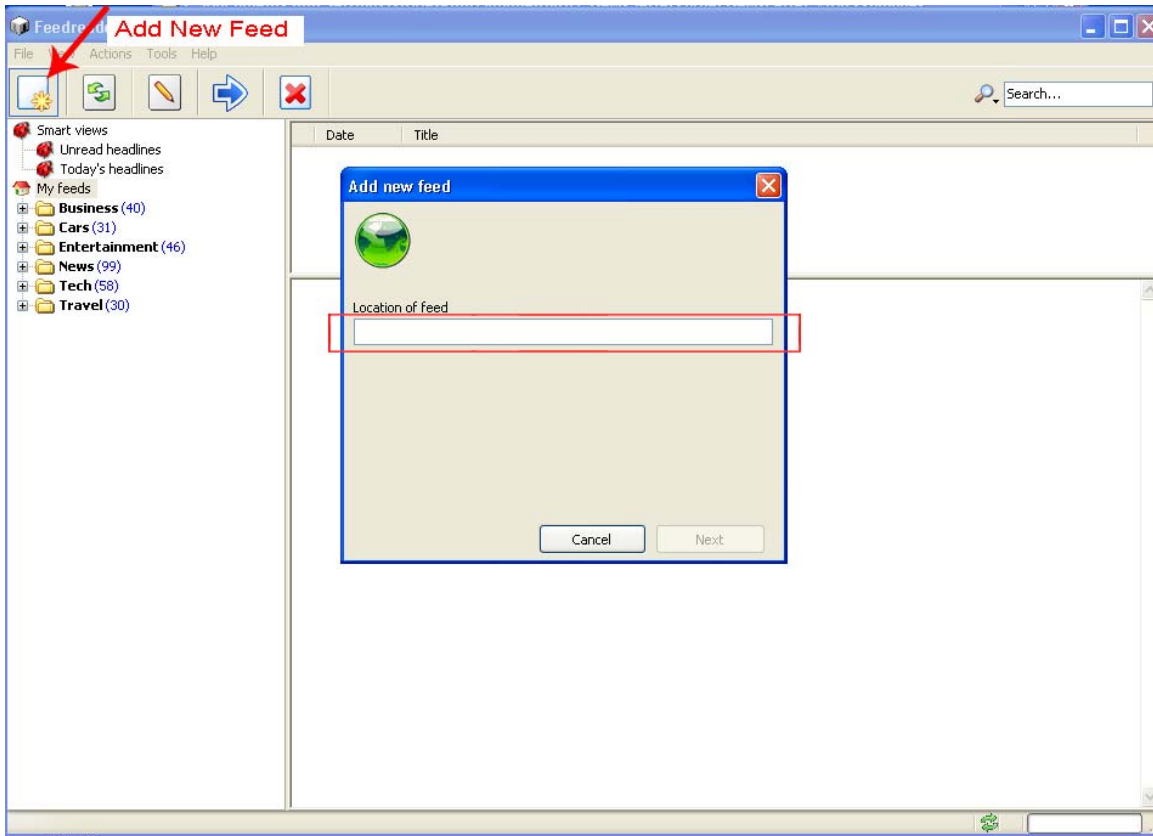 Add New Feed
File View Actions Tools Help
Search...
Smart views
Unread headlines
Today's headlines
My feeds
Business (40)
Cars (31)
Entertainment (46)
News (99)
Tech (58)
Travel (30)
Date Title
Add new feed
Location of feed
Cancel Next